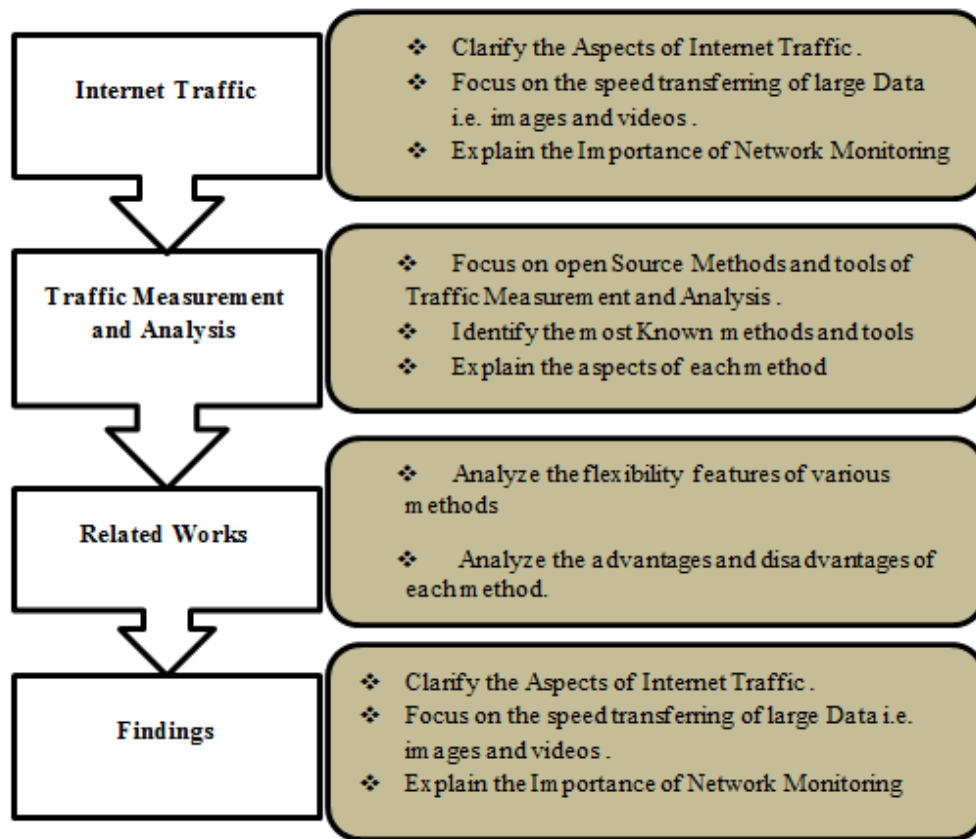 Internet Traffic
❖ Clarify the Aspects of Internet Traffic .
❖ Focus on the speed transferring of large Data
i.e. images and videos .
❖ Explain the Importance of Network Monitoring
Traffic Measurement
and Analysis
❖ Focus on open Source Methods and tools of
Traffic Measurement and Analysis .
❖ Identify the most Known methods and tools
❖ Explain the aspects of each method
Related Works
❖ Analyze the flexibility features of various
methods
❖ Analyze the advantages and disadvantages of
each method.
Findings
❖ Clarify the Aspects of Internet Traffic .
❖ Focus on the speed transferring of large Data i.e.
images and videos .
❖ Explain the Importance of Network Monitoring